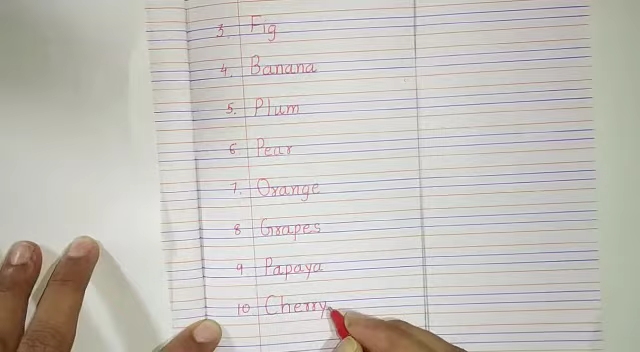 3. Fig
4. Banana
5. Plum
6. Pear
7. Orange
8 Grapes
9 Papaya
10 Cherry